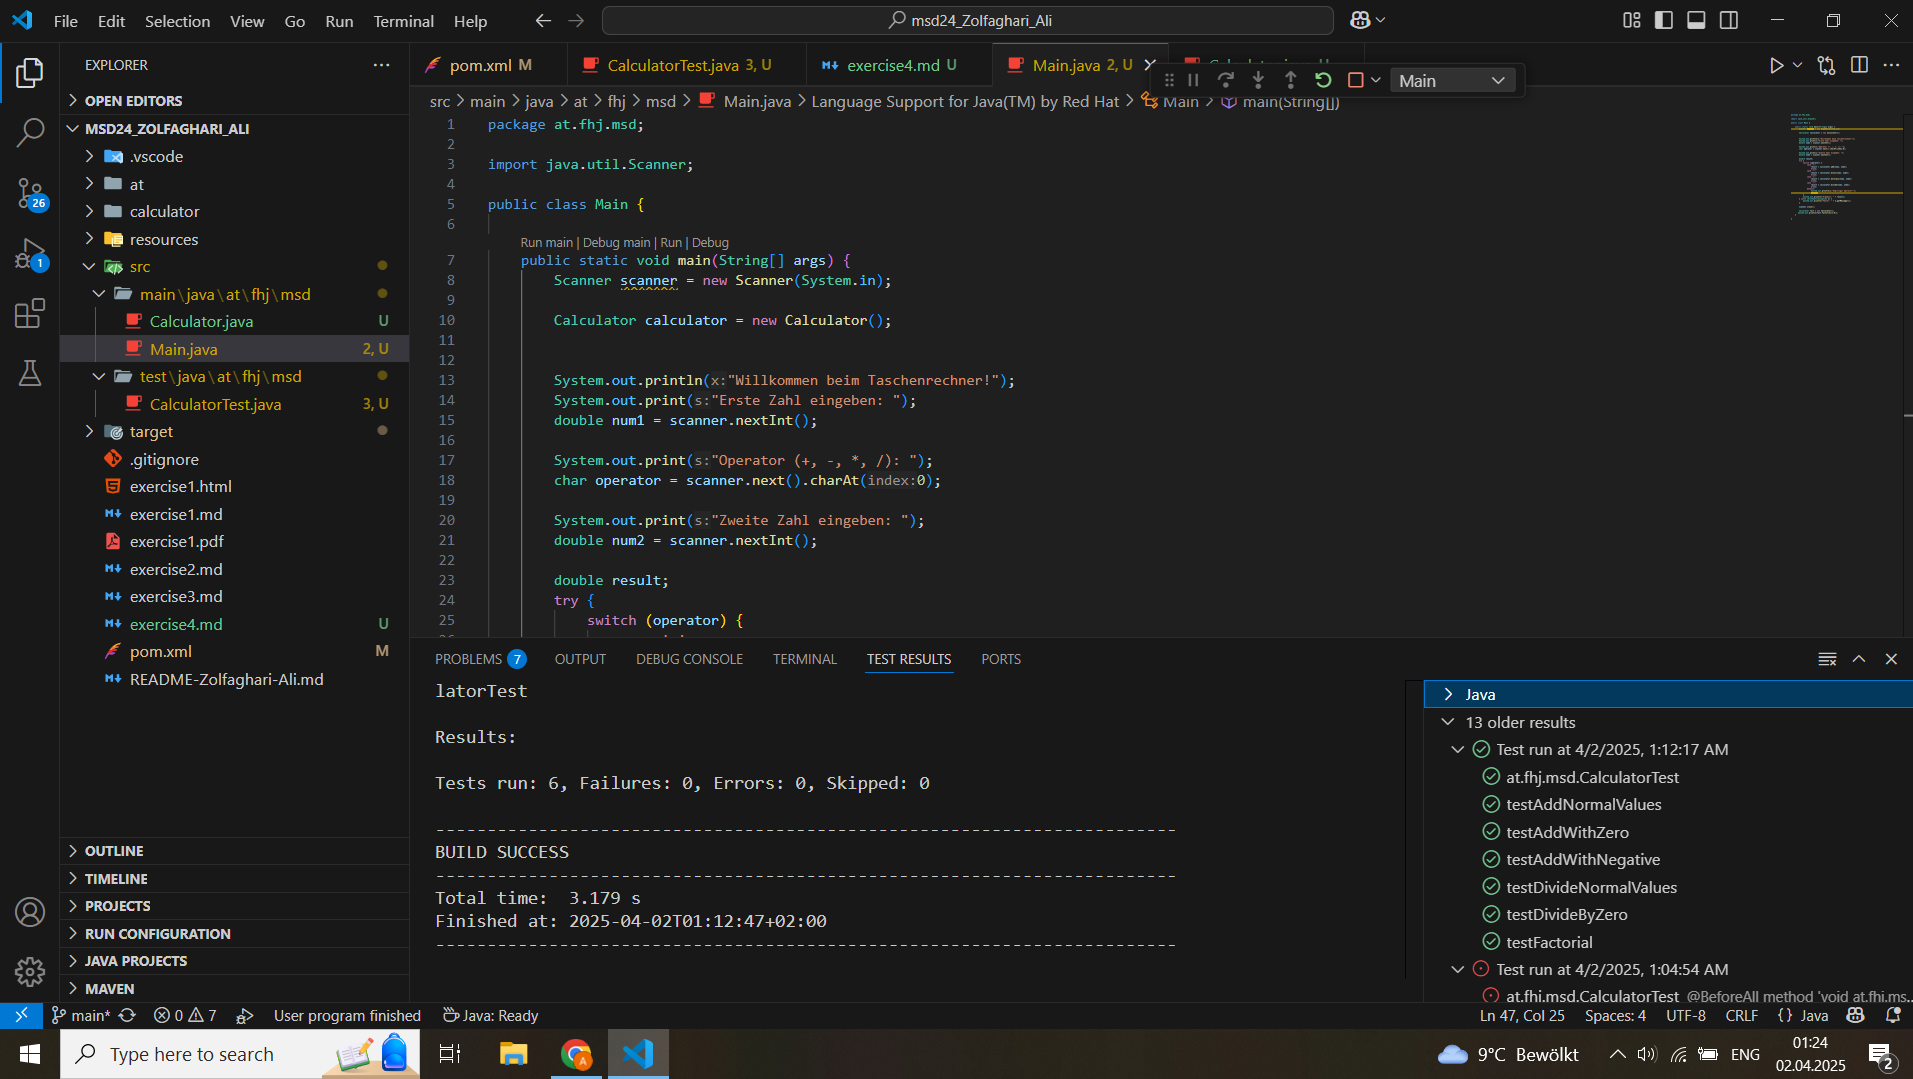 File Edit Selection View Go Run Terminal Help
msd24_Zolfaghari_Ali
EXPLORER
OPEN EDITORS
MSD24_ZOLFAGHARI_ALI
.vscode
at
calculator
resources
src
main\java\at\fhj\msd
Calculator.java U
Main.java 2, U
test\java\at\fhj\msd
CalculatorTest.java 3, U
target
.gitignore
exercise1.html
exercise1.md
exercise1.pdf
exercise2.md
exercise3.md
exercise4.md U
pom.xml M
README-Zolfaghari-Ali.md
OUTLINE
TIMELINE
PROJECTS
RUN CONFIGURATION
JAVA PROJECTS
MAVEN
26
1
pom.xml M
CalculatorTest.java 3, U
exercise4.md U
Main.java 2, U
Main
src > main > java > at > fhj > msd > Main.java > Language Support for Java(TM) by Red Hat > Main > main(String[])
1 package at.fhj.msd;
2
3 import java.util.Scanner;
4
5 public class Main {
6
Run main | Debug main | Run | Debug
7 public static void main(String[] args) {
8 Scanner scanner = new Scanner(System.in);
9
10 Calculator calculator = new Calculator();
11
12
13 System.out.println(x:"Willkommen beim Taschenrechner!");
14 System.out.print(s:"Erste Zahl eingeben: ");
15 double num1 = scanner.nextInt();
16
17 System.out.print(s:"Operator (+, -, *, /): ");
18 char operator = scanner.next().charAt(index:0);
19
20 System.out.print(s:"Zweite Zahl eingeben: ");
21 double num2 = scanner.nextInt();
22
23 double result;
24 try {
25 switch (operator) {
PROBLEMS 7 OUTPUT DEBUG CONSOLE TERMINAL TEST RESULTS PORTS
latorTest
Results:
Tests run: 6, Failures: 0, Errors: 0, Skipped: 0
------------------------------------------------------------------------
BUILD SUCCESS
------------------------------------------------------------------------
Total time: 3.179 s
Finished at: 2025-04-02T01:12:47+02:00
------------------------------------------------------------------------
Java
13 older results
Test run at 4/2/2025, 1:12:17 AM
at.fhj.msd.CalculatorTest
testAddNormalValues
testAddWithZero
testAddWithNegative
testDivideNormalValues
testDivideByZero
testFactorial
Test run at 4/2/2025, 1:04:54 AM
at.fhj.msd.CalculatorTest @BeforeAll method 'void at.fhj.ms...
main* 0 7 User program finished Java: Ready
Ln 47, Col 25 Spaces: 4 UTF-8 CRLF {} Java
Type here to search
9°C Bewölkt
ENG
01:24
02.04.2025
2